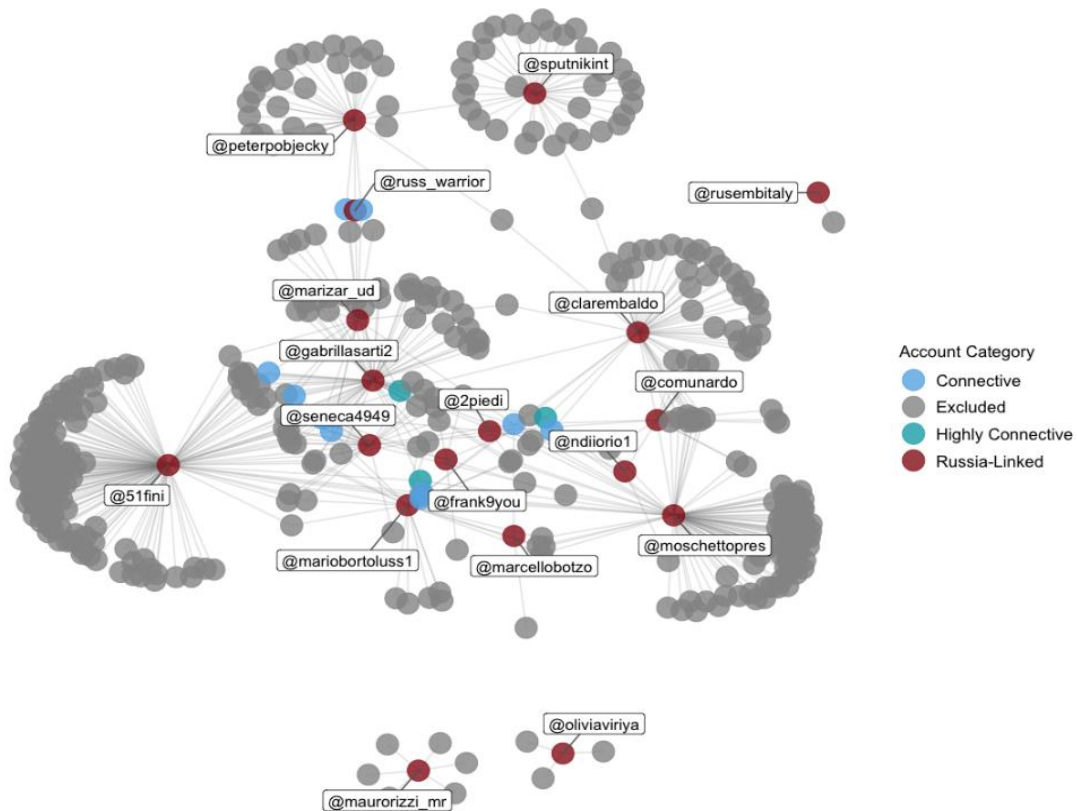 @sputnikint
@peterpobjecky
@russ_warrior
@rusembitaly
@marizar_ud
@clarembaldo
@gabrillasarti2
Account Category
Connective
@comunardo
@2piedi
Excluded
@seneca4949
Highly Connective
@ndiiorio1
Russia-Linked
@51fini
@frank9you
@moschettopres
@mariobortoluss1
@marcellobotzo
@oliviaviriya
@maurorizzi_mr